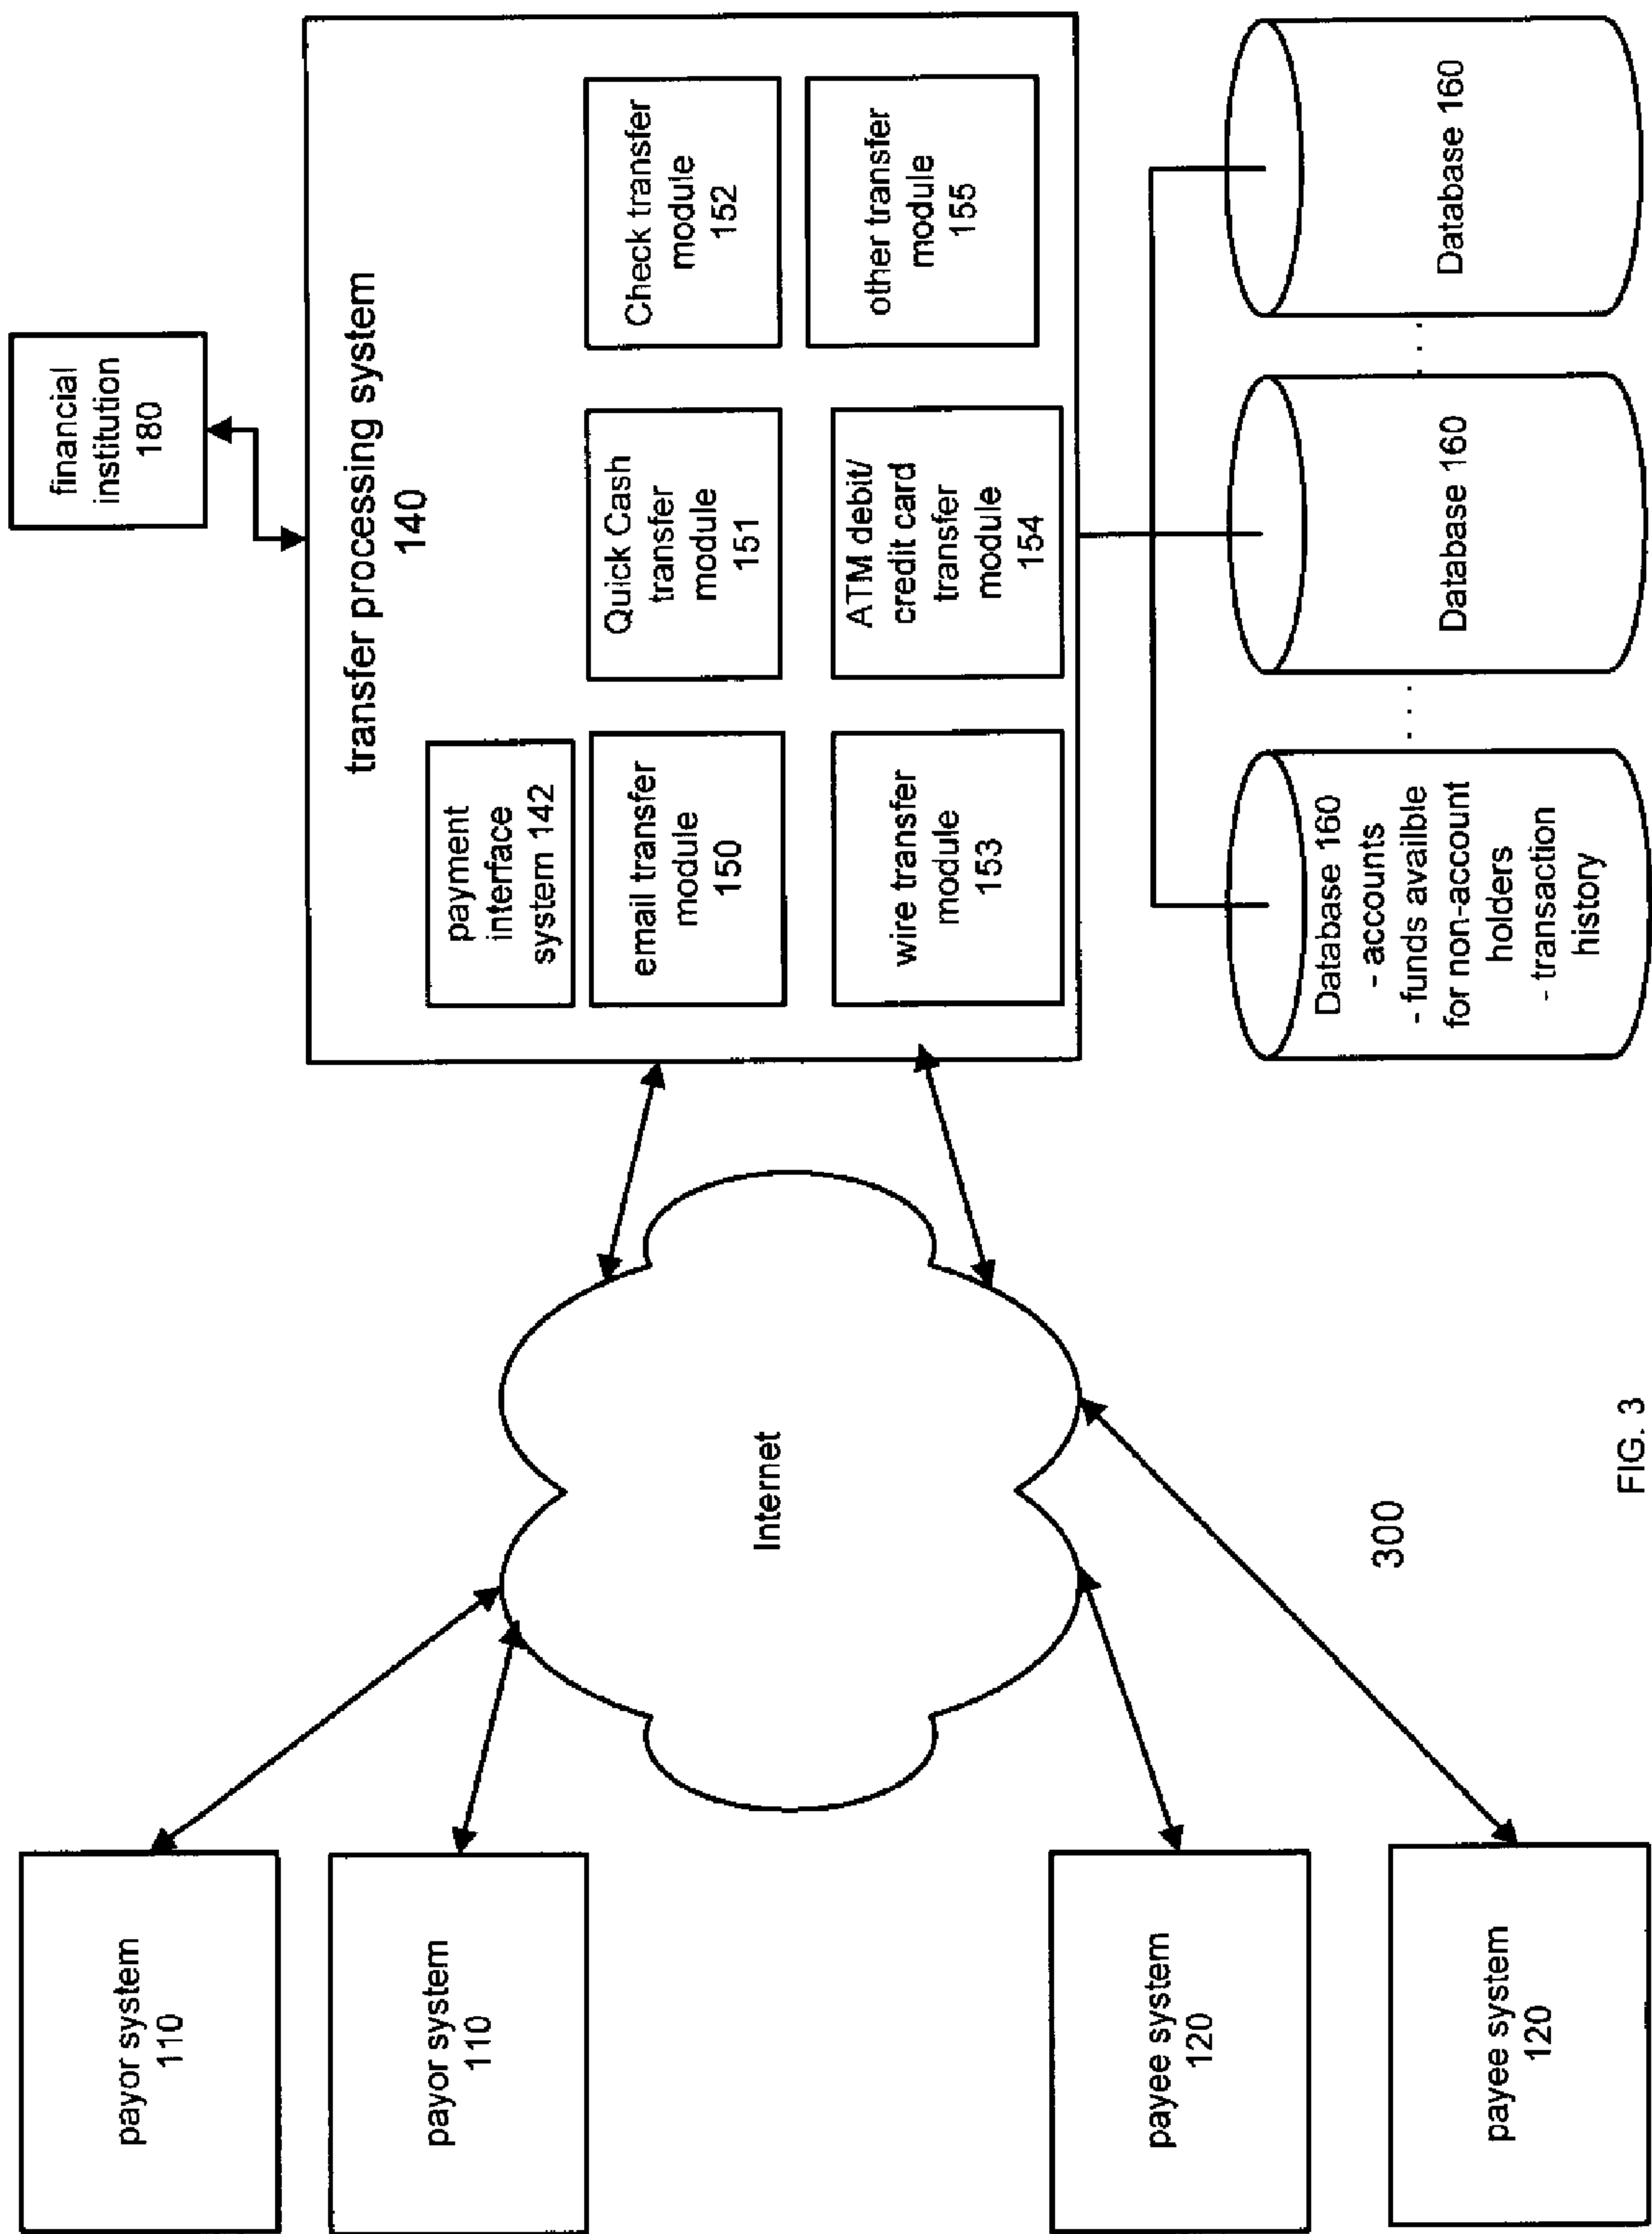 financial
institution
180
transfer processing system
140
payment
interface
system 142
email transfer
module
150
Quick Cash
transfer
module
151
Check transfer
module
152
wire transfer
module
153
ATM debit/
credit card
transfer
module
154
other transfer
module
155
payor system
110
payor system
110
Internet
payee system
120
payee system
120
Database 160
- accounts
- funds availble
for non-account
holders
- transaction
history
. . .
Database 160
. . .
Database 160
300
FIG. 3